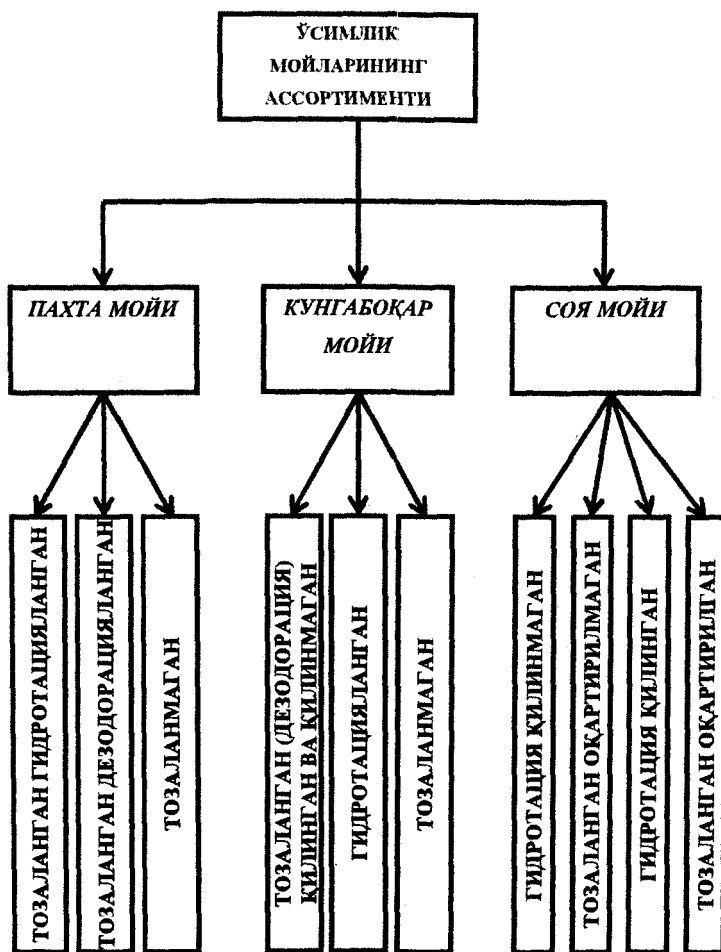 ЎСИМЛИК
МОЙЛАРИНИНГ
АССОРТИМЕНТИ
ПАХТА МОЙИ
КУНГАБОҚАР
МОЙИ
СОЯ МОЙИ
ТОЗАЛАНГАН ГИДРОТАЦИЯЛАНГАН
ТОЗАЛАНГАН ДЕЗОДОРАЦИЯЛАНГАН
ТОЗАЛАНМАГАН
ТОЗАЛАНГАН (ДЕЗОДОРАЦИЯ)
ҚИЛИНГАН ВА ҚИЛИНМАГАН
ГИДРОТАЦИЯЛАНГАН
ТОЗАЛАНМАГАН
ГИДРОТАЦИЯ ҚИЛИНМАГАН
ТОЗАЛАНГАН ОҚАРТИРИЛМАГАН
ГИДРОТАЦИЯ ҚИЛИНГАН
ТОЗАЛАНГАН ОҚАРТИРИЛГАН